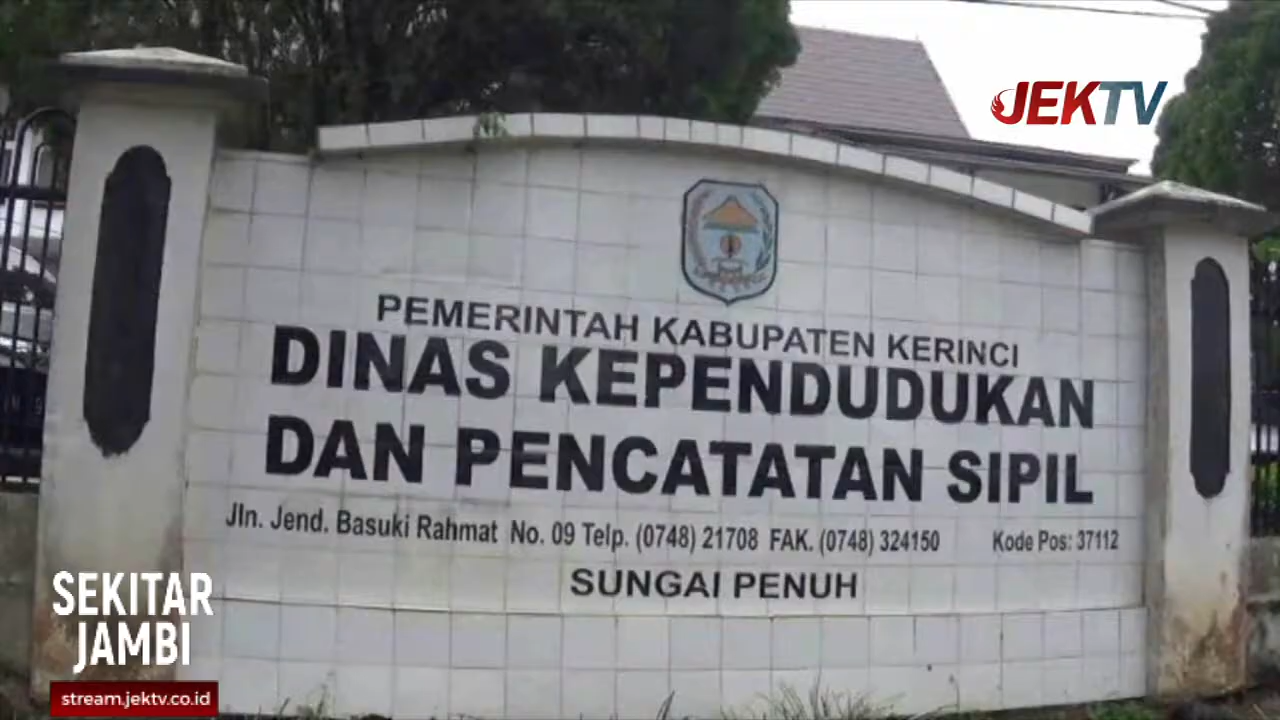 JEKTV
PEMERINTAH KABUPATEN KERINCI
DINAS KEPENDUDUKAN
DAN PENCATATAN SIPIL
Jln. Jend. Basuki Rahmat No. 09 Telp. (0748) 21708 FAK. (0748) 324150 Kode Pos: 37112
SUNGAI PENUH
SEKITAR
JAMBI
stream.jektv.co.id